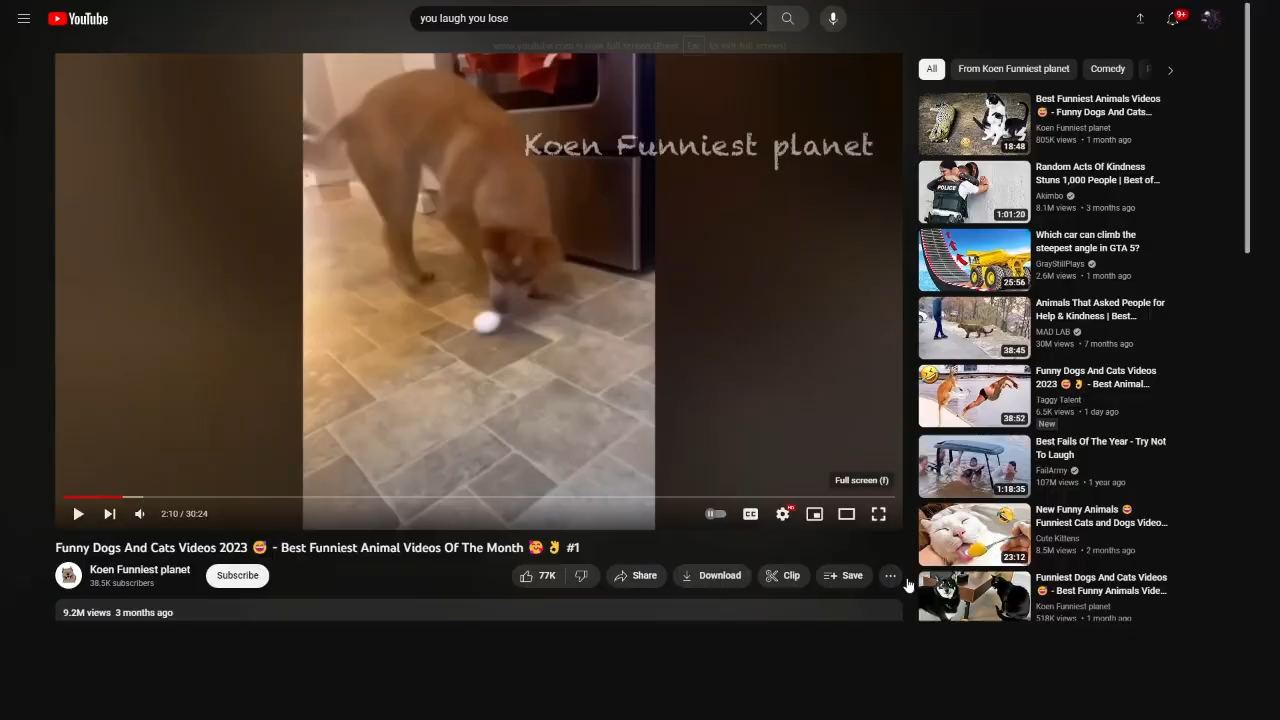 YouTube
you laugh you lose
9+
Koen Funniest planet
Full screen (f)
2:10 / 30:24
CC
HD
Funny Dogs And Cats Videos 2023 😅 - Best Funniest Animal Videos Of The Month 🥰 👌 #1
Koen Funniest planet
38.5K subscribers
Subscribe
77K
Share
Download
Clip
Save
9.2M views 3 months ago
All
From Koen Funniest planet
Comedy
Best Funniest Animals Videos
😅 - Funny Dogs And Cats...
Koen Funniest planet
805K views • 1 month ago
18:48
Random Acts Of Kindness
Stuns 1,000 People | Best of...
Akimbo
8.1M views • 3 months ago
POLICE
1:01:20
Which car can climb the
steepest angle in GTA 5?
GrayStillPlays
2.6M views • 1 month ago
25:56
Animals That Asked People for
Help & Kindness | Best...
MAD LAB
30M views • 7 months ago
38:45
Funny Dogs And Cats Videos
2023 😅 👌 - Best Animal...
Taggy Talent
6.5K views • 1 day ago
New
38:52
Best Fails Of The Year - Try Not
To Laugh
FailArmy
107M views • 1 year ago
1:18:35
New Funny Animals 😅
Funniest Cats and Dogs Video...
Cute Kittens
8.5M views • 2 months ago
23:12
Funniest Dogs And Cats Videos
😅 - Best Funny Animals Vide...
Koen Funniest planet
518K views • 1 month ago